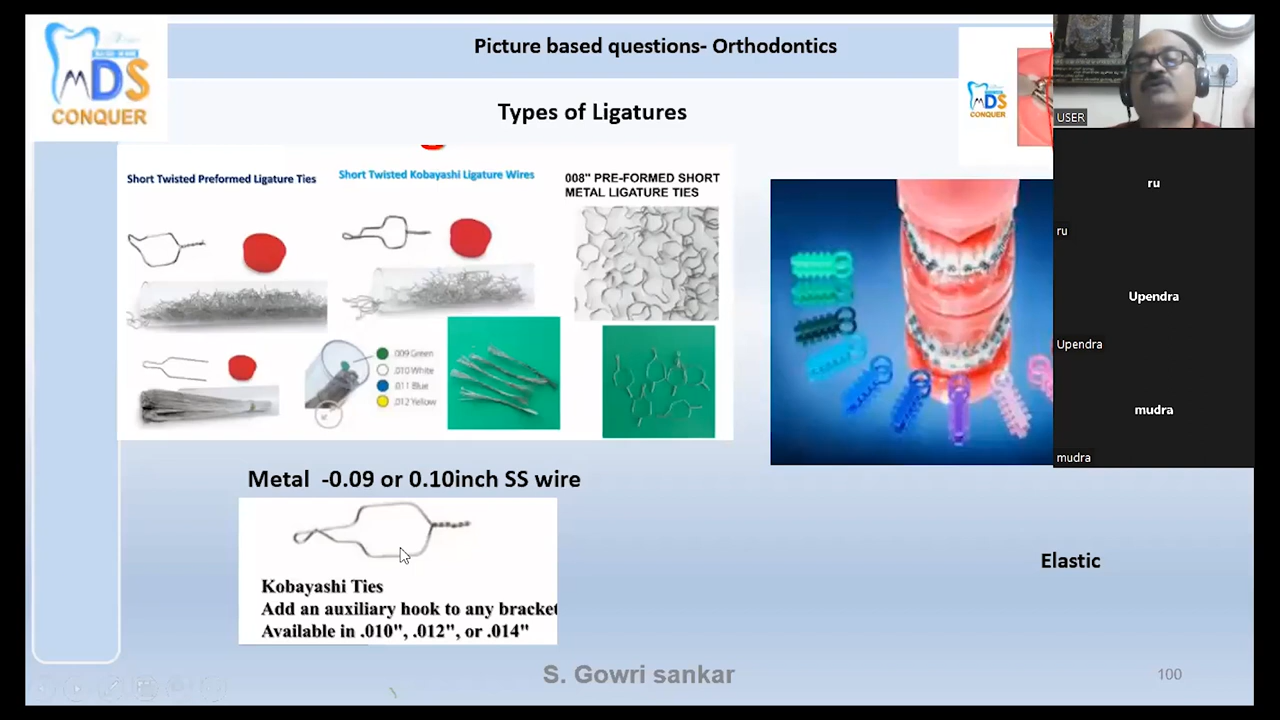 Picture based questions- Orthodontics
MDS
CONQUER
MDS
CONQUER
USER
Types of Ligatures
Short Twisted Preformed Ligature Ties
Short Twisted Kobayashi Ligature Wires
008" PRE-FORMED SHORT
METAL LIGATURE TIES
.009 Green
.010 White
.011 Blue
.012 Yellow
ru
ru
Upendra
Upendra
mudra
mudra
Metal -0.09 or 0.10inch SS wire
Kobayashi Ties
Add an auxiliary hook to any bracket
Available in .010", .012", or .014"
Elastic
S. Gowri sankar
100